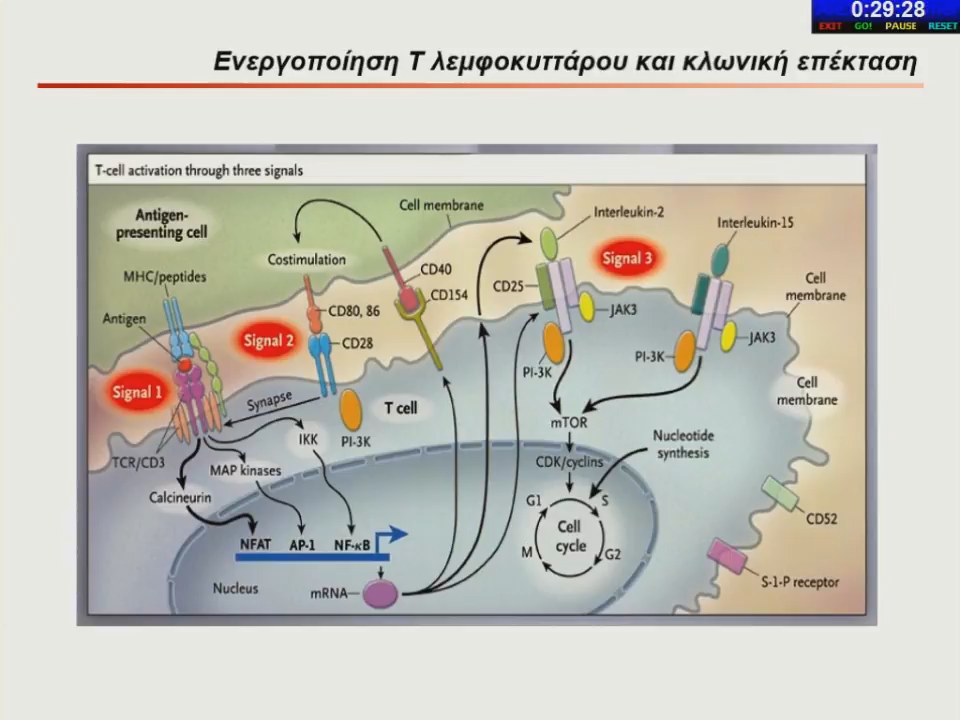 0:29:28
EXIT GO! PAUSE RESET
Ενεργοποίηση Τ λεμφοκυττάρου και κλωνική επέκταση
T-cell activation through three signals
Antigen-
presenting cell
MHC/peptides
Antigen
Signal 1
TCR/CD3
Costimulation
Signal 2
CD80, 86
CD28
Synapse
PI-3K
T cell
Cell membrane
CD40
CD154
Interleukin-2
Signal 3
CD25
JAK3
PI-3K
Interleukin-15
PI-3K
JAK3
Cell
membrane
Cell
membrane
mTOR
CDK/cyclins
Nucleotide
synthesis
G1
S
Cell
cycle
M
G2
CD52
S-1-P receptor
Calcineurin
MAP kinases
IKK
NFAT
AP-1
NF-κB
Nucleus
mRNA